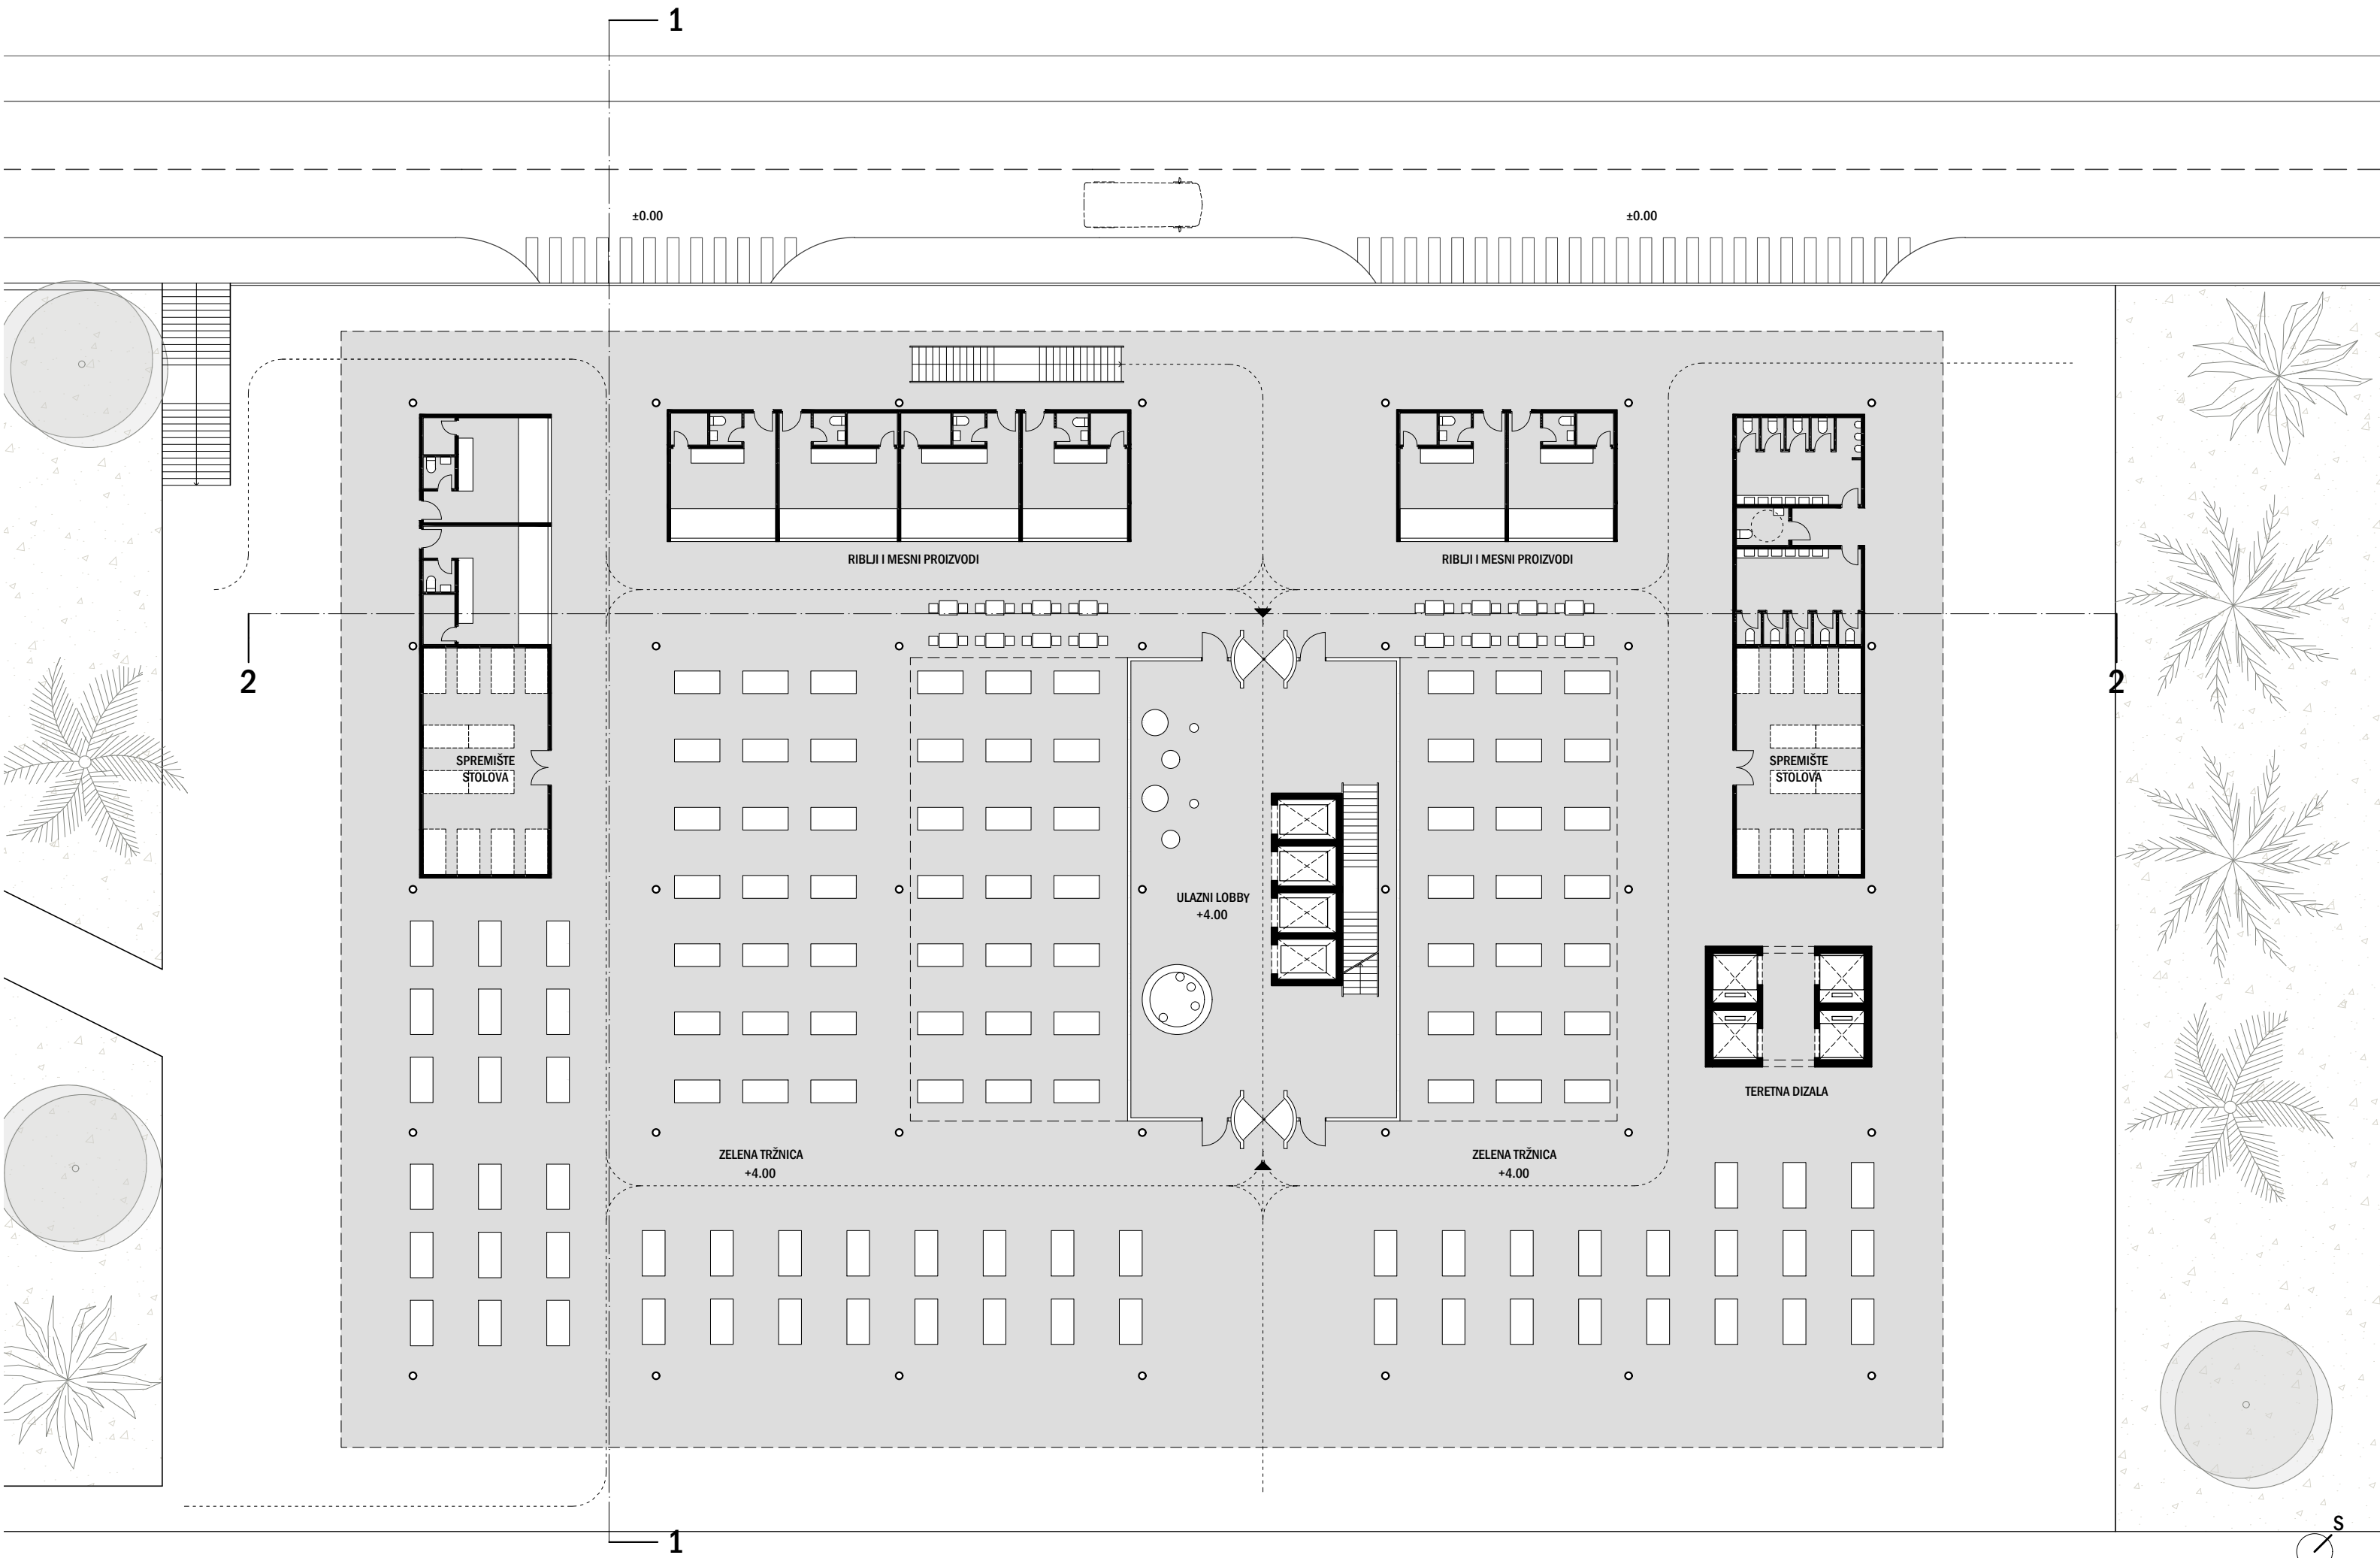 1
±0.00
±0.00
RIBLJI I MESNI PROIZVODI
RIBLJI I MESNI PROIZVODI
2
2
SPREMIŠTE
STOLOVA
SPREMIŠTE
STOLOVA
ULAZNI LOBBY
+4.00
TERETNA DIZALA
ZELENA TRŽNICA
+4.00
ZELENA TRŽNICA
+4.00
S
1